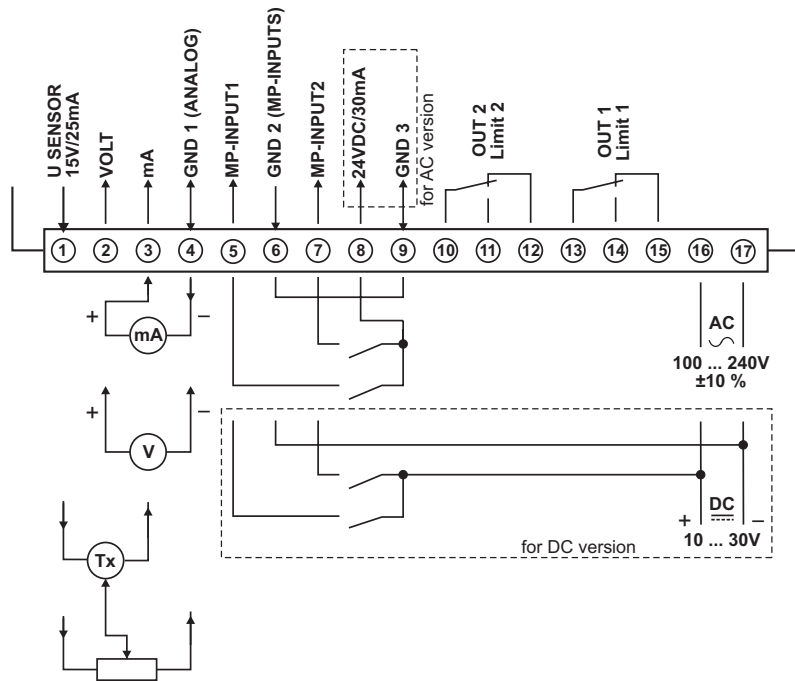 U SENSOR
15V/25mA
VOLT
mA
GND 1 (ANALOG)
MP-INPUT1
GND 2 (MP-INPUTS)
MP-INPUT2
24VDC/30mA
GND 3
for AC version
OUT 2
Limit 2
OUT 1
Limit 1
1 2 3 4 5 6 7 8 9 10 11 12 13 14 15 16 17
+ mA −
AC
100 ... 240V
±10 %
+ V −
+ DC −
10 ... 30V
for DC version
Tx